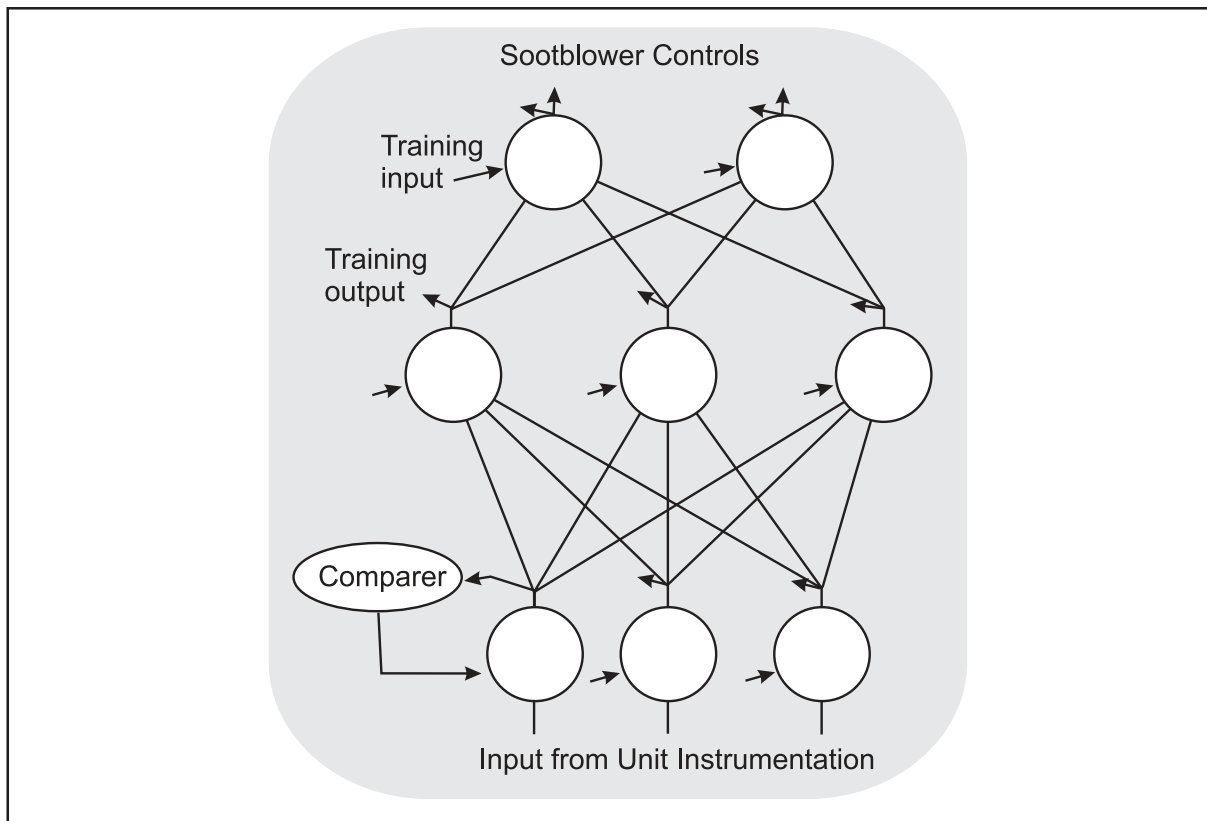 Sootblower Controls
Training
input
Training
output
Comparer
Input from Unit Instrumentation